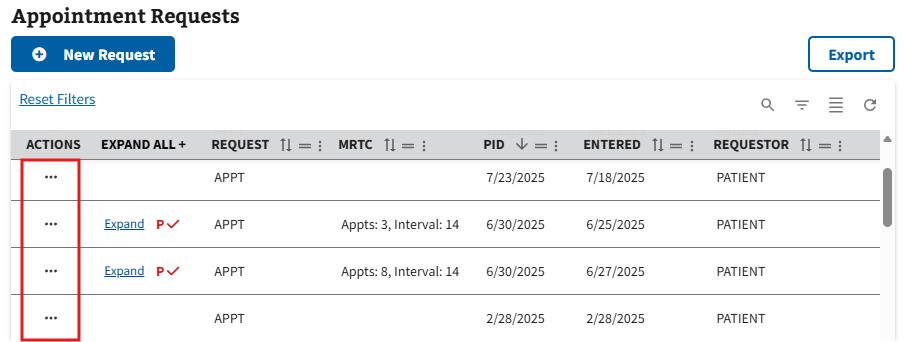 Appointment Requests
New Request
Export
Reset Filters
ACTIONS EXPAND ALL + REQUEST MRTC PID ENTERED REQUESTOR
... APPT 7/23/2025 7/18/2025 PATIENT
... Expand P✓ APPT Appts: 3, Interval: 14 6/30/2025 6/25/2025 PATIENT
... Expand P✓ APPT Appts: 8, Interval: 14 6/30/2025 6/27/2025 PATIENT
... APPT 2/28/2025 2/28/2025 PATIENT